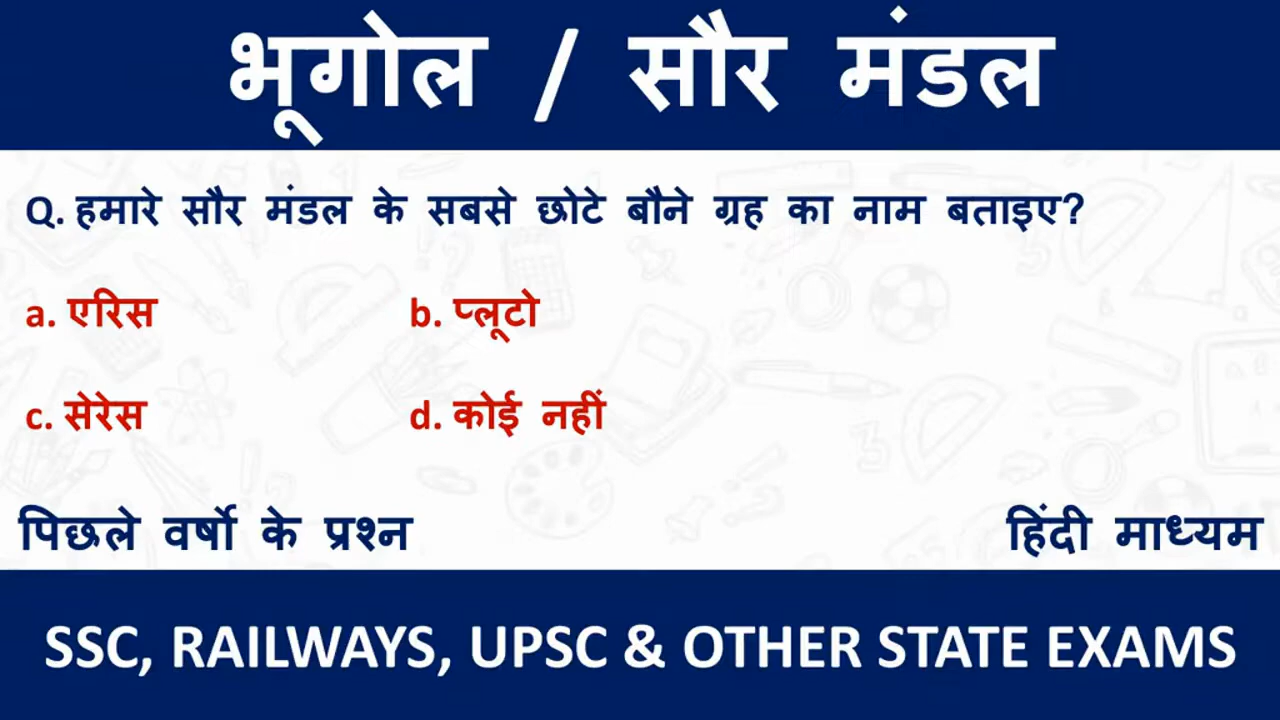 भूगोल / सौर मंडल
Q. हमारे सौर मंडल के सबसे छोटे बौने ग्रह का नाम बताइए?
a. एरिस b. प्लूटो
c. सेरेस d. कोई नहीं
पिछले वर्षो के प्रश्न हिंदी माध्यम
SSC, RAILWAYS, UPSC & OTHER STATE EXAMS